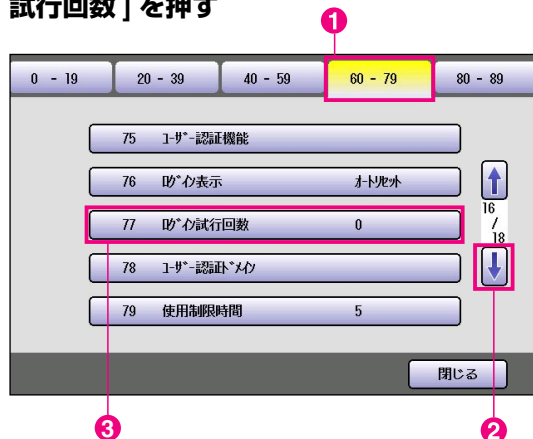 試行回数 ] を押す
1
0 - 19 20 - 39 40 - 59 60 - 79 80 - 89
75 ﾕｰｻﾞｰ認証機能
76 ﾛｸﾞｲﾝ表示 ｵｰﾄﾘｾｯﾄ
77 ﾛｸﾞｲﾝ試行回数 0
78 ﾕｰｻﾞｰ認証ﾄﾞﾒｲﾝ
79 使用制限時間 5
16
/
18
閉じる
3 2